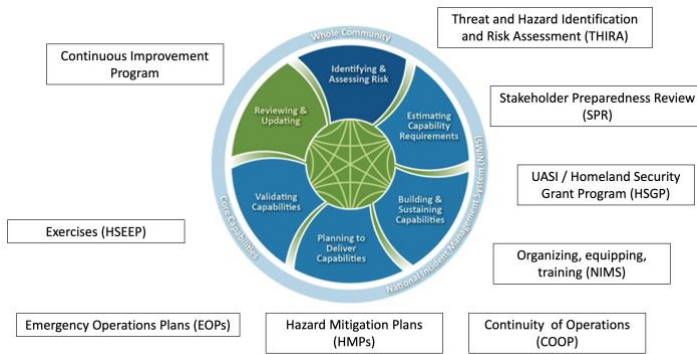 Threat and Hazard Identification
and Risk Assessment (THIRA)
Continuous Improvement
Program
Whole Community
Identifying &
Assessing Risk
Reviewing &
Updating
Estimating
Capability
Requirements
Stakeholder Preparedness Review
(SPR)
UASI / Homeland Security
Grant Program (HSGP)
Validating
Capabilities
Building &
Sustaining
Capabilities
Planning to
Deliver
Capabilities
Core Capabilities
National Incident Management System (NIMS)
Exercises (HSEEP)
Organizing, equipping,
training (NIMS)
Emergency Operations Plans (EOPs)
Hazard Mitigation Plans
(HMPs)
Continuity of Operations
(COOP)